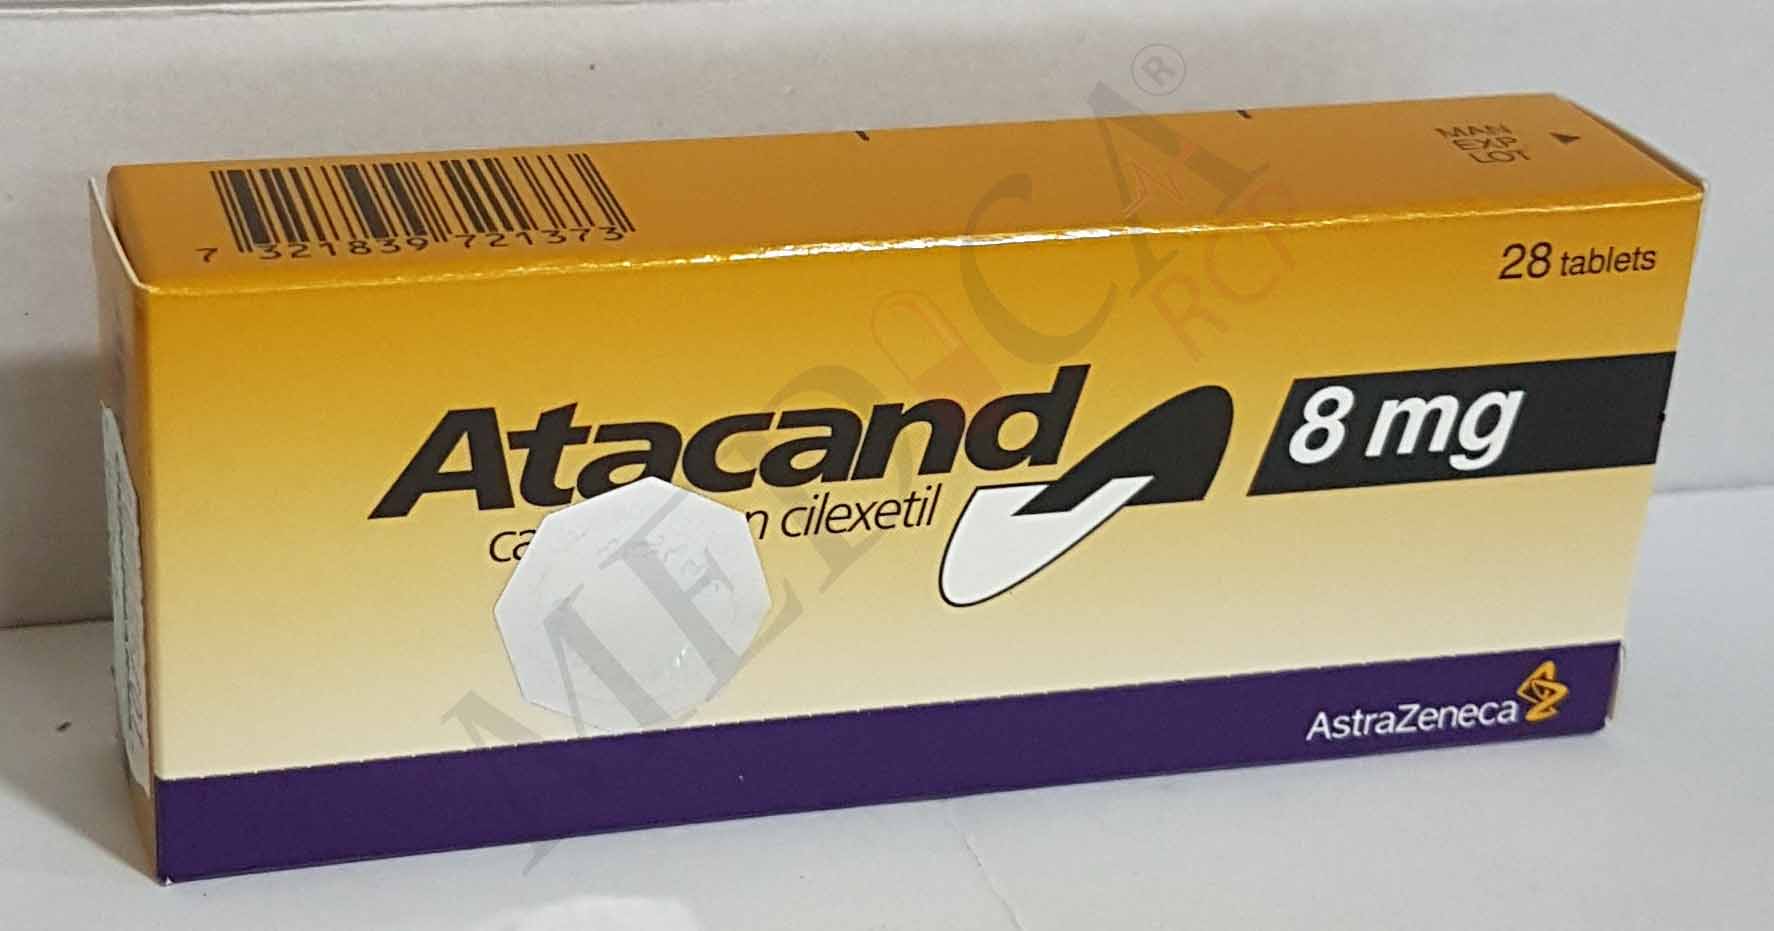 7 321839 721373
MAN
EXP
LOT
28 tablets
Atacand
8 mg
cilexetil
AstraZeneca
MEDICA®
RCP